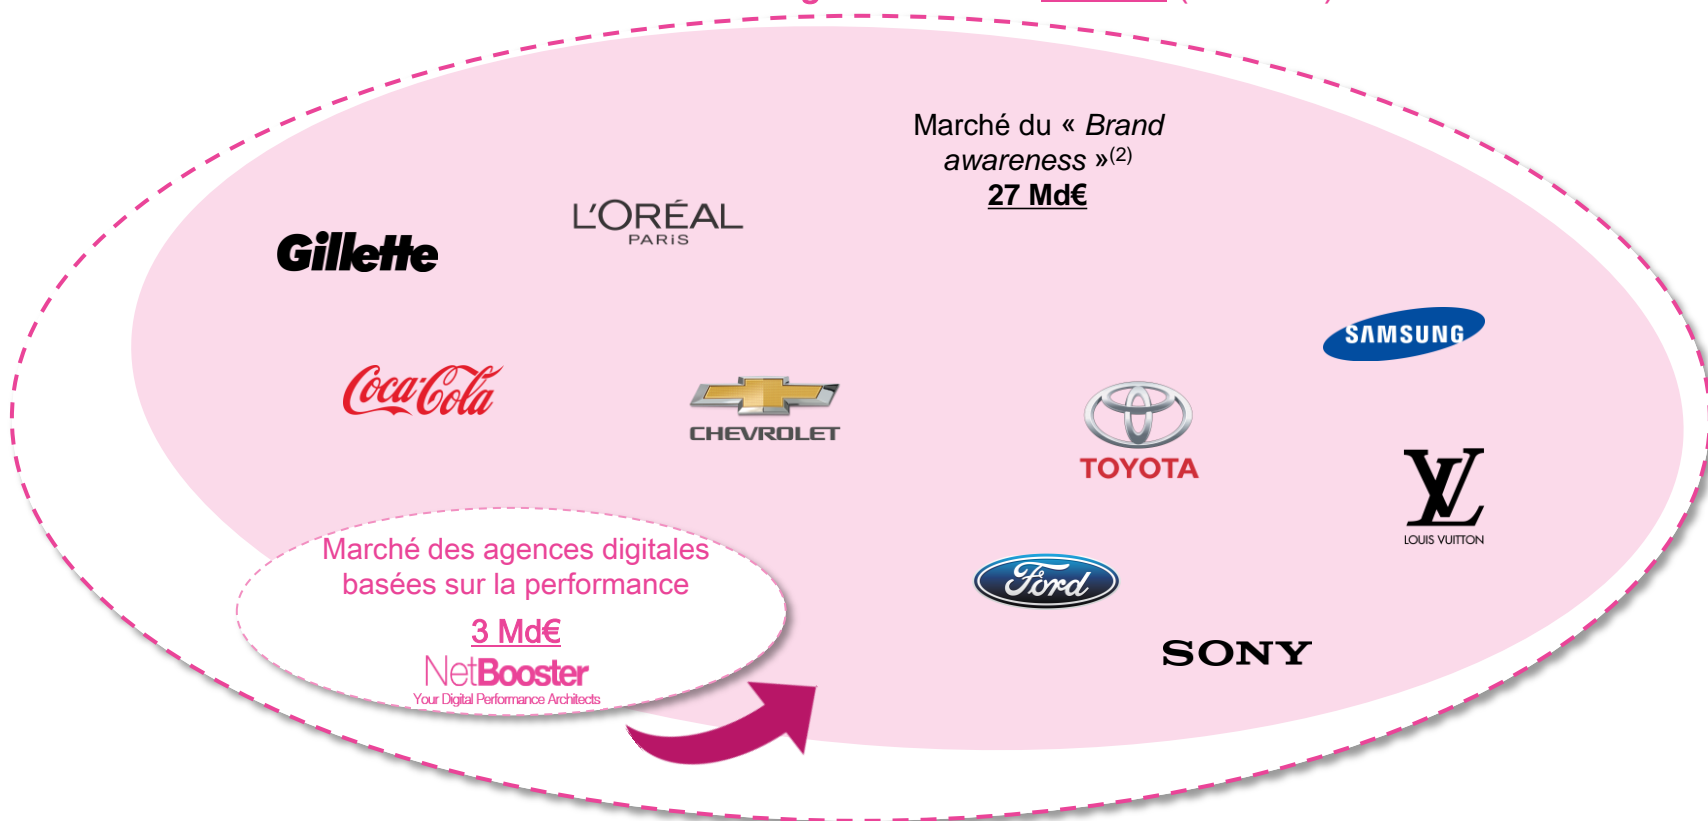 Marché du « Brand
awareness »(2)
27 Md€
L'ORÉAL
PARiS
Gillette
SAMSUNG
Coca-Cola
CHEVROLET
TOYOTA
LV
LOUIS VUITTON
Marché des agences digitales
basées sur la performance
3 Md€
NetBooster
Your Digital Performance Architects
Ford
SONY